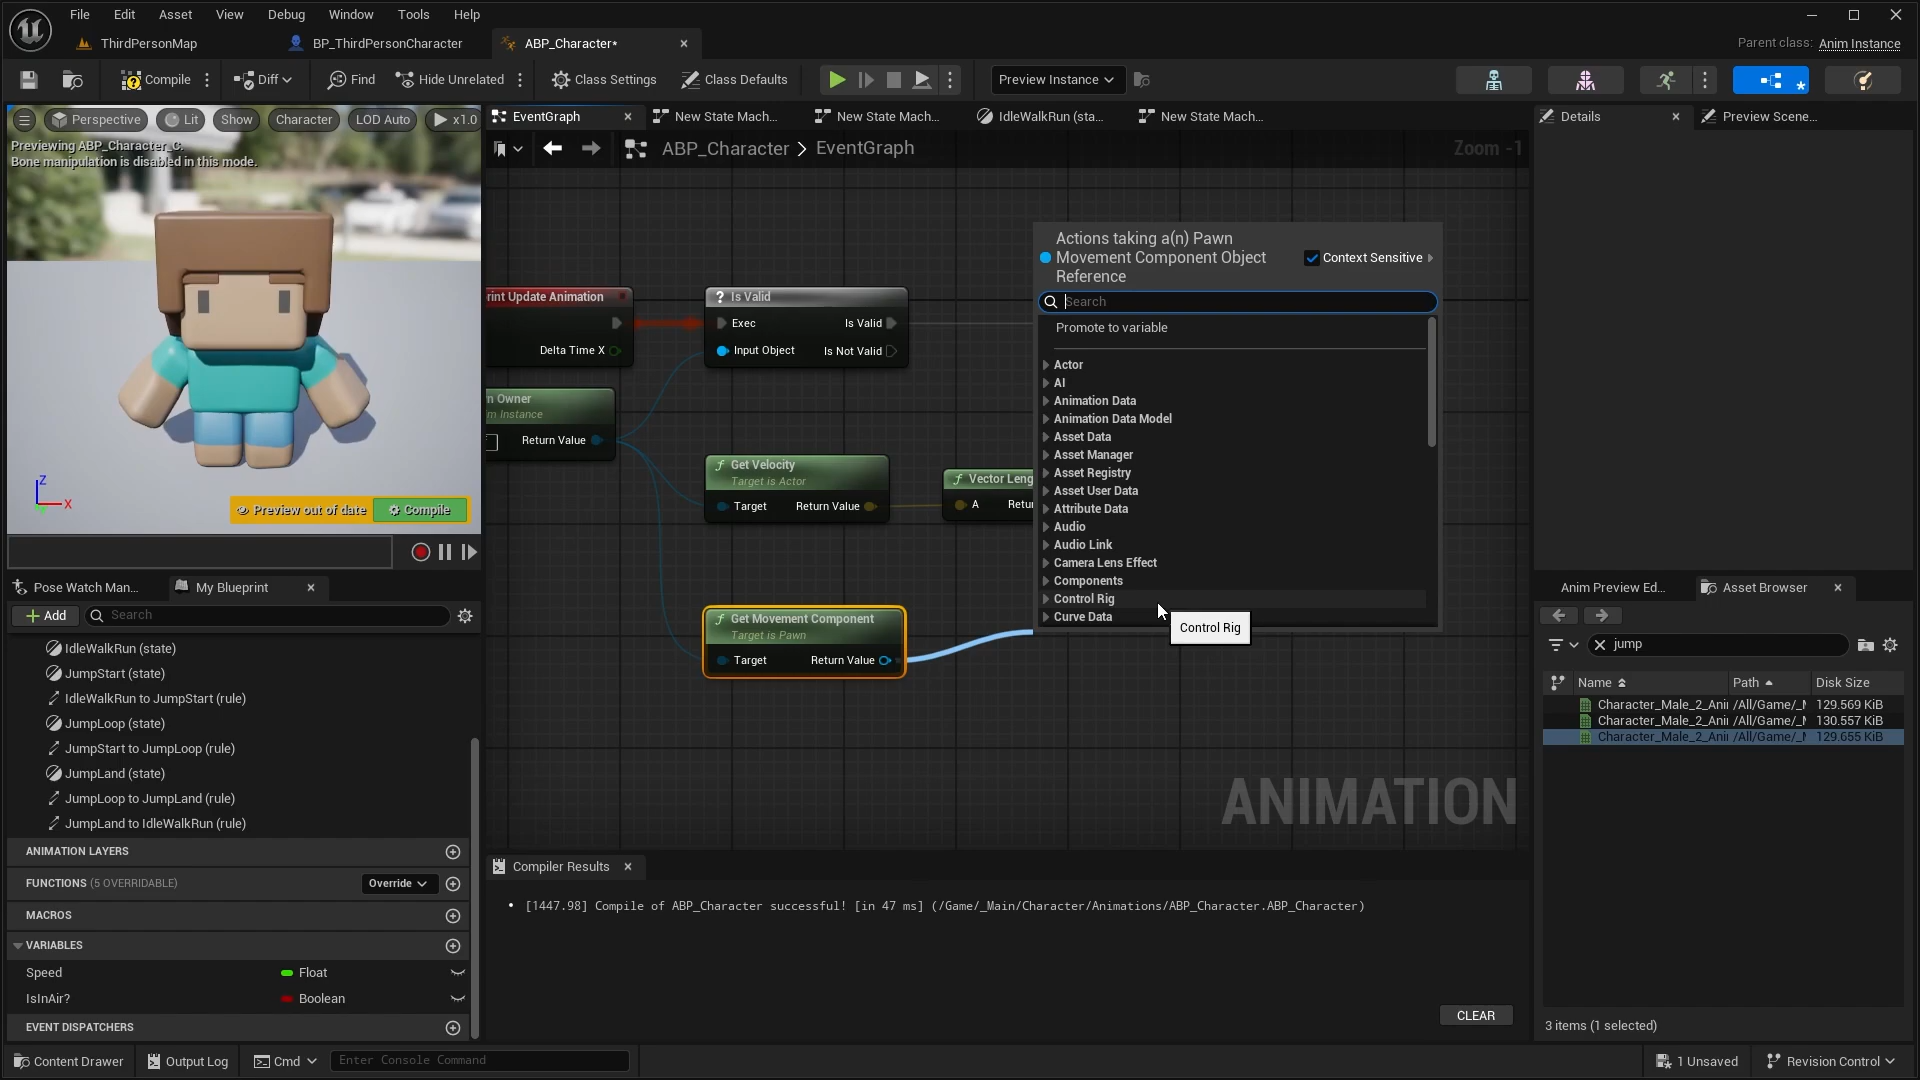 File Edit Asset View Debug Window Tools Help
ThirdPersonMap BP_ThirdPersonCharacter ABP_Character*
Parent class: Anim Instance
Compile Diff Find Hide Unrelated Class Settings Class Defaults Preview Instance
Perspective Lit Show Character LOD Auto x1.0
Previewing ABP_Character_C.
Bone manipulation is disabled in this mode.
Z
X
Preview out of date Compile
EventGraph New State Mach... New State Mach... IdleWalkRun (sta... New State Mach...
ABP_Character > EventGraph
Zoom -1
rint Update Animation
Delta Time X
n Owner
m Instance
Return Value
Is Valid
Exec Is Valid
Input Object Is Not Valid
Get Velocity
Target is Actor
Target Return Value
Vector Leng
A Retur
Get Movement Component
Target is Pawn
Target Return Value
Actions taking a(n) Pawn
Movement Component Object
Reference
Context Sensitive
Search
Promote to variable
Actor
AI
Animation Data
Animation Data Model
Asset Data
Asset Manager
Asset Registry
Asset User Data
Attribute Data
Audio
Audio Link
Camera Lens Effect
Components
Control Rig
Curve Data
Control Rig
ANIMATION
Compiler Results
[1447.98] Compile of ABP_Character successful! [in 47 ms] (/Game/_Main/Character/Animations/ABP_Character.ABP_Character)
CLEAR
Pose Watch Man... My Blueprint
Add Search
IdleWalkRun (state)
JumpStart (state)
IdleWalkRun to JumpStart (rule)
JumpLoop (state)
JumpStart to JumpLoop (rule)
JumpLand (state)
JumpLoop to JumpLand (rule)
JumpLand to IdleWalkRun (rule)
ANIMATION LAYERS
FUNCTIONS (5 OVERRIDABLE) Override
MACROS
VARIABLES
Speed Float
IsInAir? Boolean
EVENT DISPATCHERS
Details Preview Scene...
Anim Preview Ed... Asset Browser
jump
Name Path Disk Size
Character_Male_2_Ani /All/Game/_M 129.569 KiB
Character_Male_2_Ani /All/Game/_M 130.557 KiB
Character_Male_2_Ani /All/Game/_M 129.655 KiB
3 items (1 selected)
Content Drawer Output Log Cmd Enter Console Command
1 Unsaved Revision Control